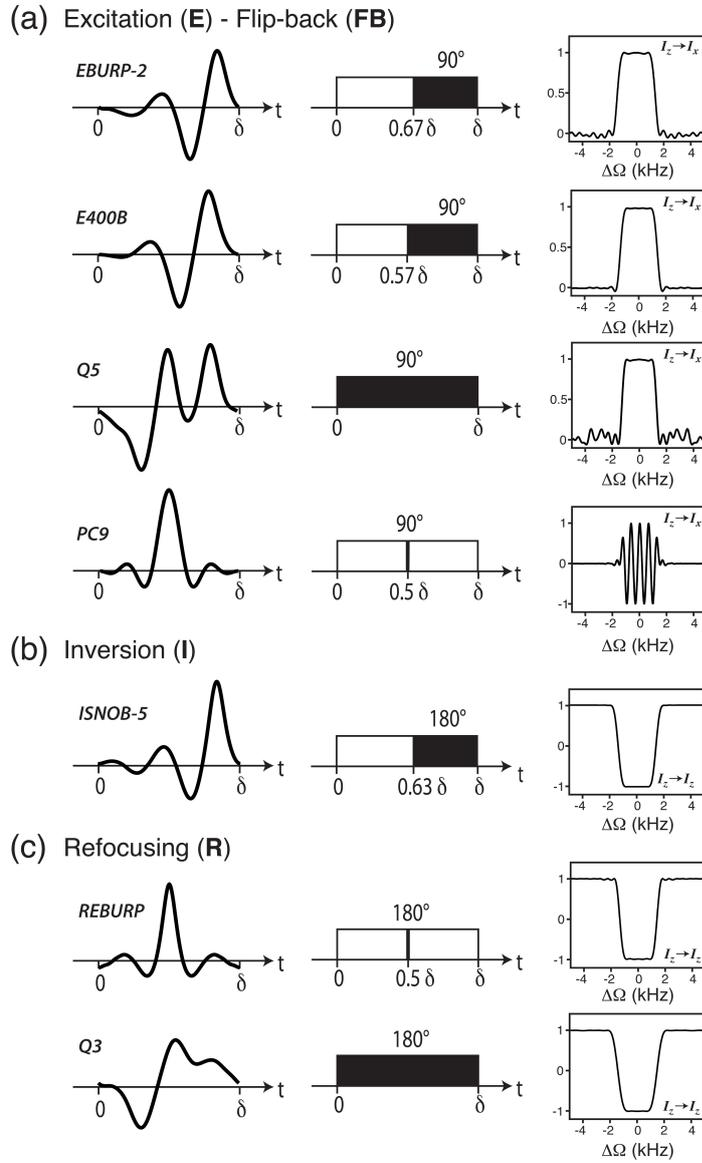 (a) Excitation (E) - Flip-back (FB)
EBURP-2
0 δ t
90°
0 0.67δ δ t
I_z→I_x
1
0.5
0
-4 -2 0 2 4
ΔΩ (kHz)
E400B
0 δ t
90°
0 0.57δ δ t
I_z→I_x
1
0.5
0
-4 -2 0 2 4
ΔΩ (kHz)
Q5
0 δ t
90°
0 δ t
I_z→I_x
1
0.5
0
-4 -2 0 2 4
ΔΩ (kHz)
PC9
0 δ t
90°
0 0.5 δ δ t
I_z→I_x
1
0
-1
-4 -2 0 2 4
ΔΩ (kHz)
(b) Inversion (I)
ISNOB-5
0 δ t
180°
0 0.63 δ δ t
1
0
-1
I_z→I_z
-4 -2 0 2 4
ΔΩ (kHz)
(c) Refocusing (R)
REBURP
0 δ t
180°
0 0.5 δ δ t
1
0
-1
I_z→I_z
-4 -2 0 2 4
ΔΩ (kHz)
Q3
0 δ t
180°
0 δ t
1
0
-1
I_z→I_z
-4 -2 0 2 4
ΔΩ (kHz)